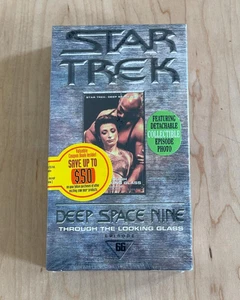 STAR
TREK
FEATURING
DETACHABLE
COLLECTIBLE
EPISODE
PHOTO
SAVE UP TO
$50
DEEP SPACE NINE
THROUGH THE LOOKING GLASS
EPISODE
66